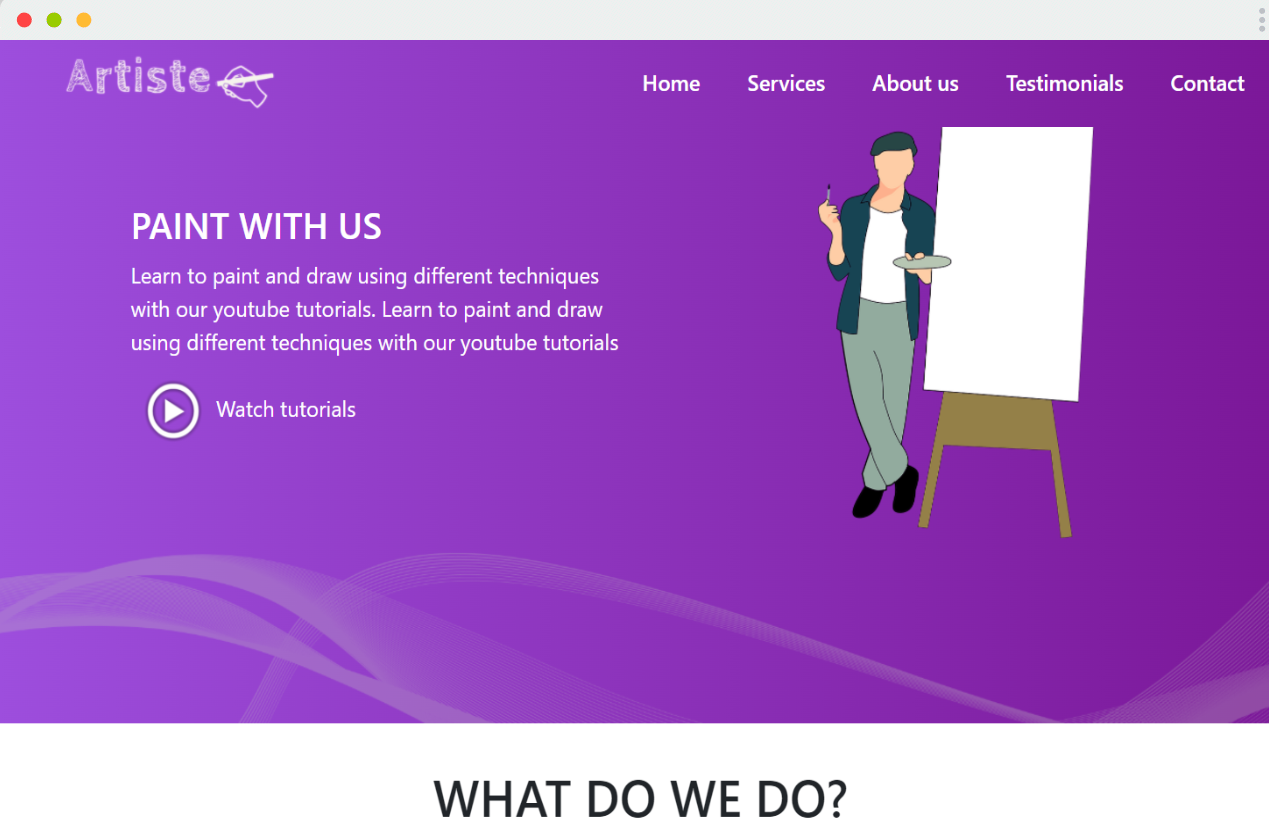 Artiste
Home Services About us Testimonials Contact
PAINT WITH US
Learn to paint and draw using different techniques
with our youtube tutorials. Learn to paint and draw
using different techniques with our youtube tutorials
Watch tutorials
WHAT DO WE DO?